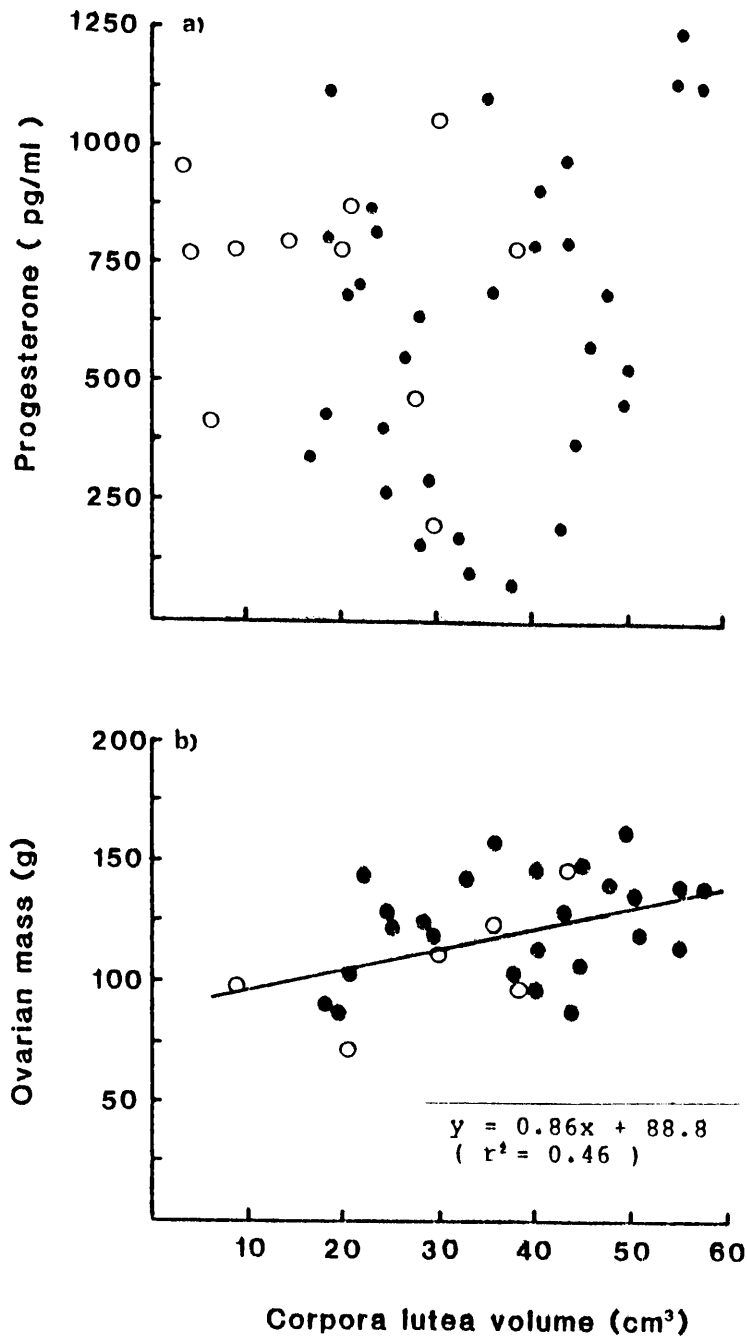 a)
Progesterone ( pg/ml )
1250
1000
750
500
250
b)
Ovarian mass (g)
200
150
100
50
y = 0.86x + 88.8
( r² = 0.46 )
10 20 30 40 50 60
Corpora lutea volume (cm³)